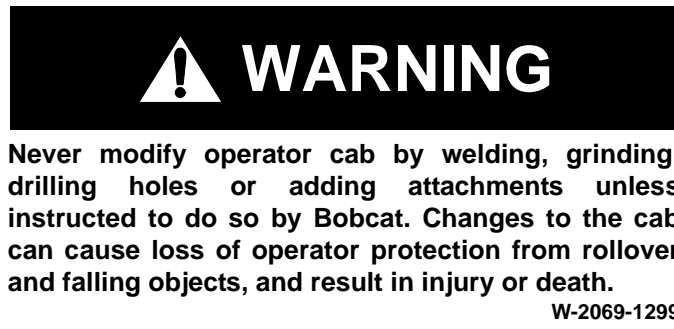 WARNING
Never modify operator cab by welding, grinding,
drilling holes or adding attachments unless
instructed to do so by Bobcat. Changes to the cab
can cause loss of operator protection from rollover
and falling objects, and result in injury or death.
W-2069-1299